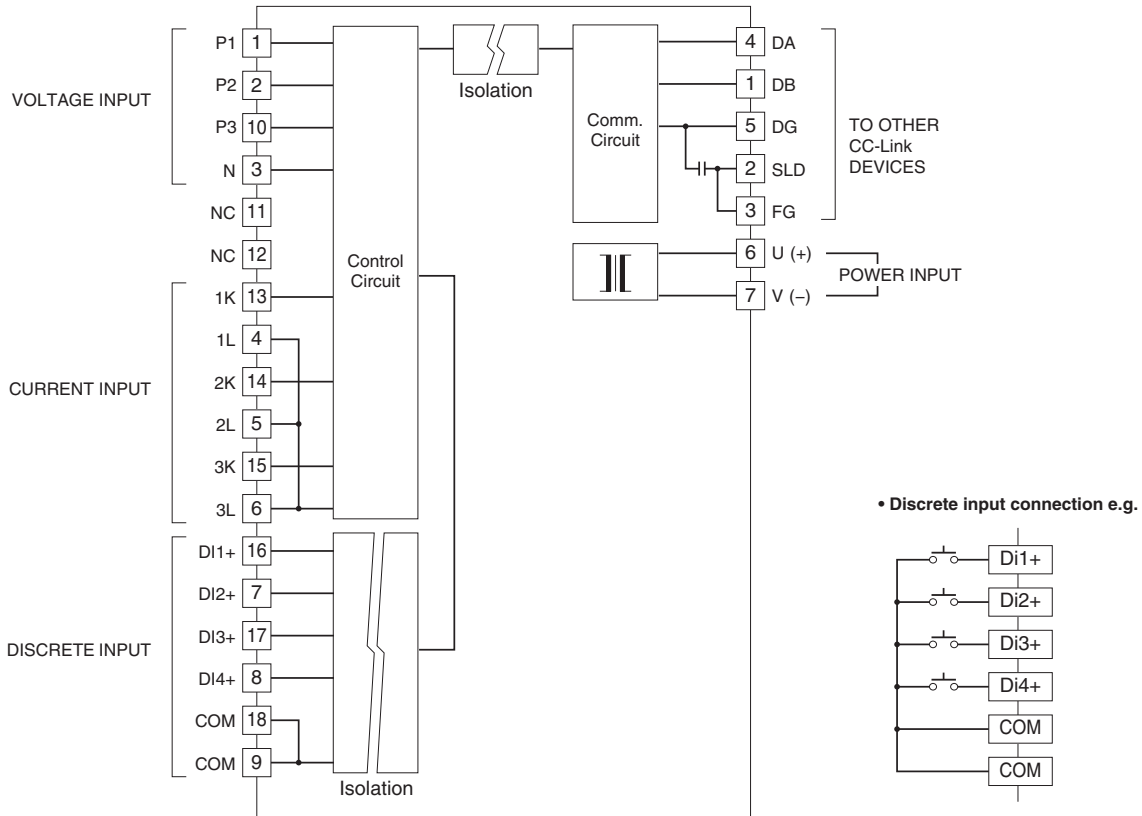 VOLTAGE INPUT
P1 1
P2 2
P3 10
N 3
NC 11
NC 12
CURRENT INPUT
1K 13
1L 4
2K 14
2L 5
3K 15
3L 6
DISCRETE INPUT
DI1+ 16
DI2+ 7
DI3+ 17
DI4+ 8
COM 18
COM 9
Control
Circuit
Isolation
Isolation
Comm.
Circuit
4 DA
1 DB
5 DG
2 SLD
3 FG
TO OTHER
CC-Link
DEVICES
6 U (+)
7 V (–)
POWER INPUT
• Discrete input connection e.g.
Di1+
Di2+
Di3+
Di4+
COM
COM